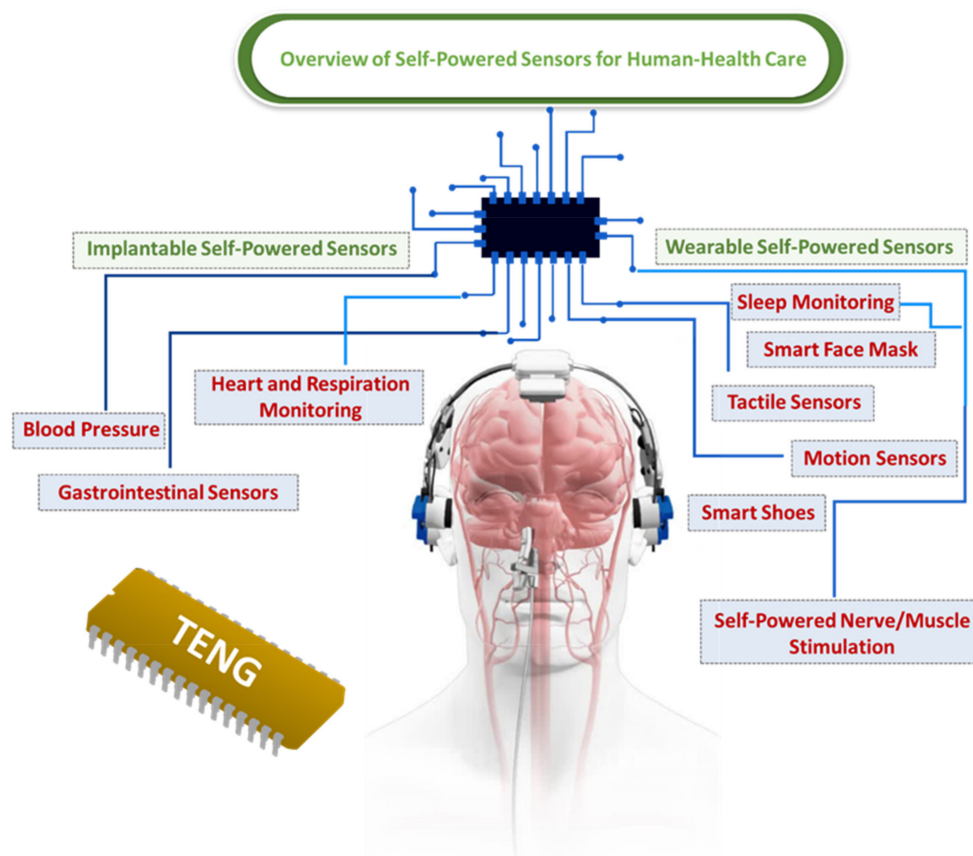 Overview of Self-Powered Sensors for Human-Health Care
Implantable Self-Powered Sensors
Wearable Self-Powered Sensors
Sleep Monitoring
Smart Face Mask
Heart and Respiration
Monitoring
Tactile Sensors
Blood Pressure
Motion Sensors
Gastrointestinal Sensors
Smart Shoes
TENG
Self-Powered Nerve/Muscle
Stimulation